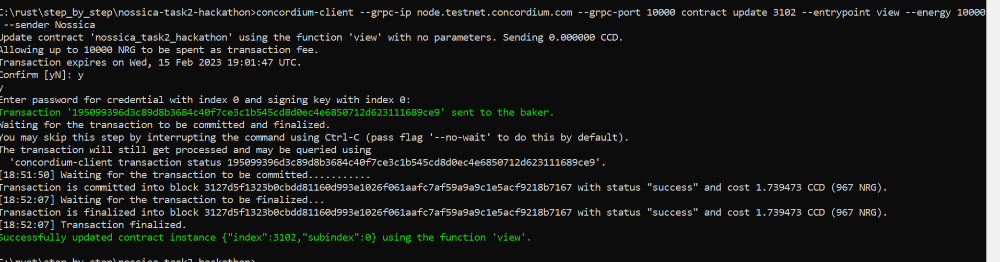 C:\rust\step_by_step\nossica-task2-hackathon>concordium-client --grpc-ip node.testnet.concordium.com --grpc-port 10000 contract update 3102 --entrypoint view --energy 10000
--sender Nossica
Update contract 'nossica_task2_hackathon' using the function 'view' with no parameters. Sending 0.000000 CCD.
Allowing up to 10000 NRG to be spent as transaction fee.
Transaction expires on Wed, 15 Feb 2023 19:01:47 UTC.
Confirm [yN]: y
y
Enter password for credential with index 0 and signing key with index 0:
Transaction '195099396d3c89d8b3684c40f7ce3c1b545cd8d0ec4e6850712d623111689ce9' sent to the baker.
Waiting for the transaction to be committed and finalized.
You may skip this step by interrupting the command using Ctrl-C (pass flag '--no-wait' to do this by default).
The transaction will still get processed and may be queried using
'concordium-client transaction status 195099396d3c89d8b3684c40f7ce3c1b545cd8d0ec4e6850712d623111689ce9'.
[18:51:50] Waiting for the transaction to be committed...........
Transaction is committed into block 3127d5f1323b0cbdd81160d993e1026f061aafc7af59a9a9c1e5acf9218b7167 with status "success" and cost 1.739473 CCD (967 NRG).
[18:52:07] Waiting for the transaction to be finalized...
Transaction is finalized into block 3127d5f1323b0cbdd81160d993e1026f061aafc7af59a9a9c1e5acf9218b7167 with status "success" and cost 1.739473 CCD (967 NRG).
[18:52:07] Transaction finalized.
Successfully updated contract instance {"index":3102,"subindex":0} using the function 'view'.
C:\rust\step_by_step\nossica-task2-hackathon>